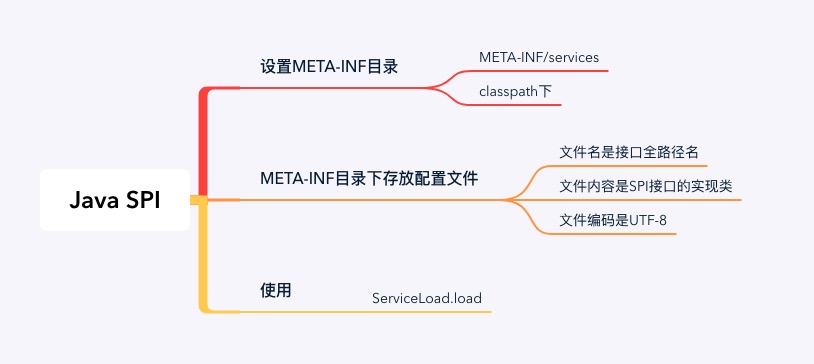 Java SPI
设置META-INF目录
META-INF/services
classpath下
META-INF目录下存放配置文件
文件名是接口全路径名
文件内容是SPI接口的实现类
文件编码是UTF-8
使用
ServiceLoad.load